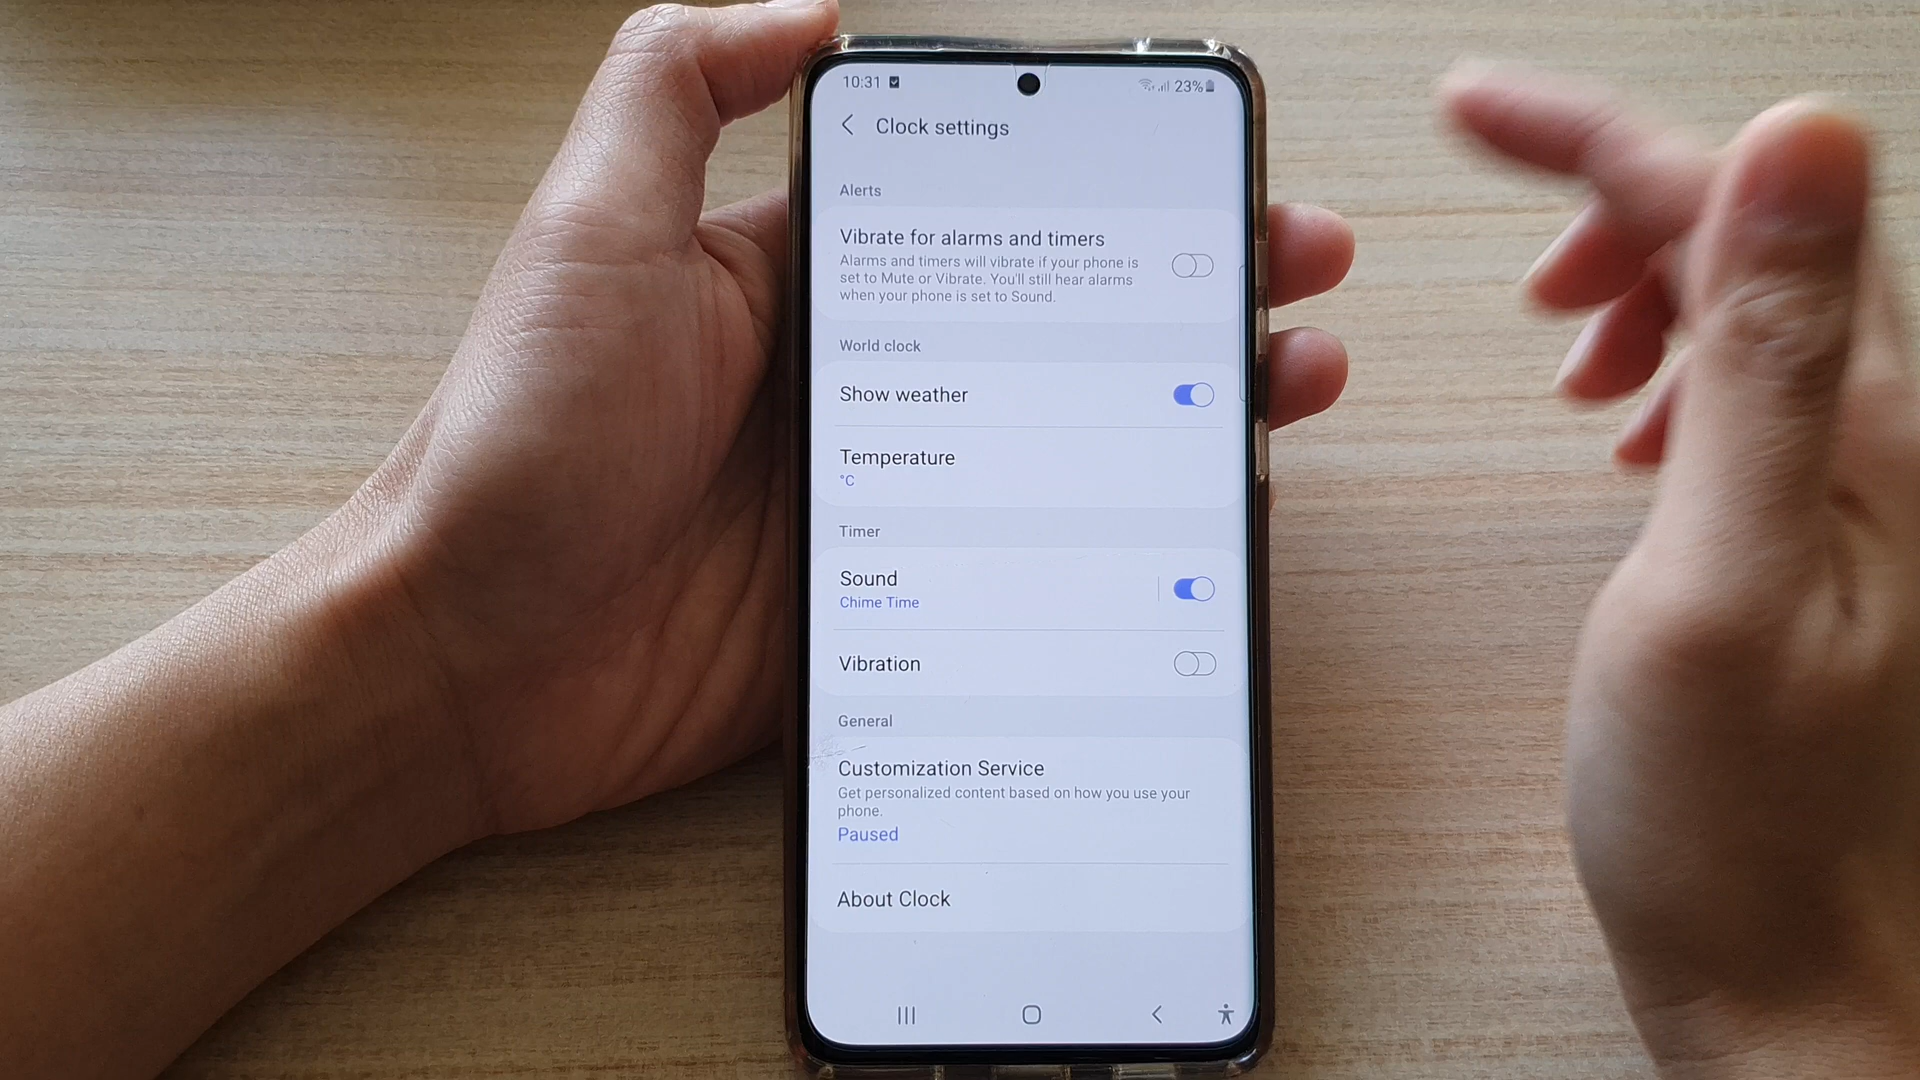 10:31
23%
Clock settings
Alerts
Vibrate for alarms and timers
Alarms and timers will vibrate if your phone is
set to Mute or Vibrate. You'll still hear alarms
when your phone is set to Sound.
World clock
Show weather
Temperature
°C
Timer
Sound
Chime Time
Vibration
General
Customization Service
Get personalized content based on how you use your
phone.
Paused
About Clock